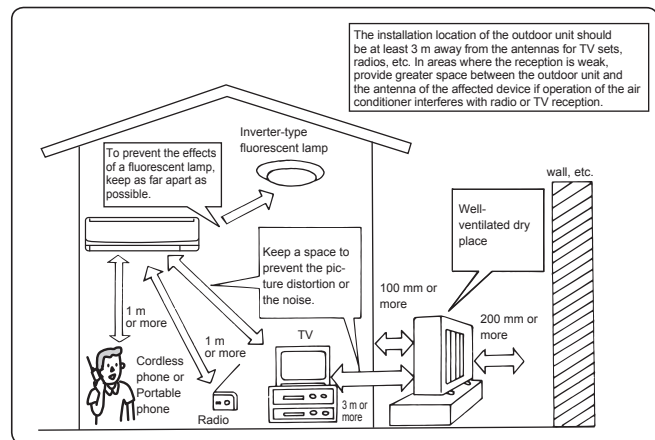 The installation location of the outdoor unit should
be at least 3 m away from the antennas for TV sets,
radios, etc. In areas where the reception is weak,
provide greater space between the outdoor unit and
the antenna of the affected device if operation of the air
conditioner interferes with radio or TV reception.
Inverter-type
fluorescent lamp
To prevent the effects
of a fluorescent lamp,
keep as far apart as
possible.
wall, etc.
Well-
ventilated dry
place
Keep a space to
prevent the pic-
ture distortion or
the noise.
100 mm or
more
200 mm or
more
1 m
or more
1 m
or more
TV
Cordless
phone or
Portable
phone
Radio
3 m or
more